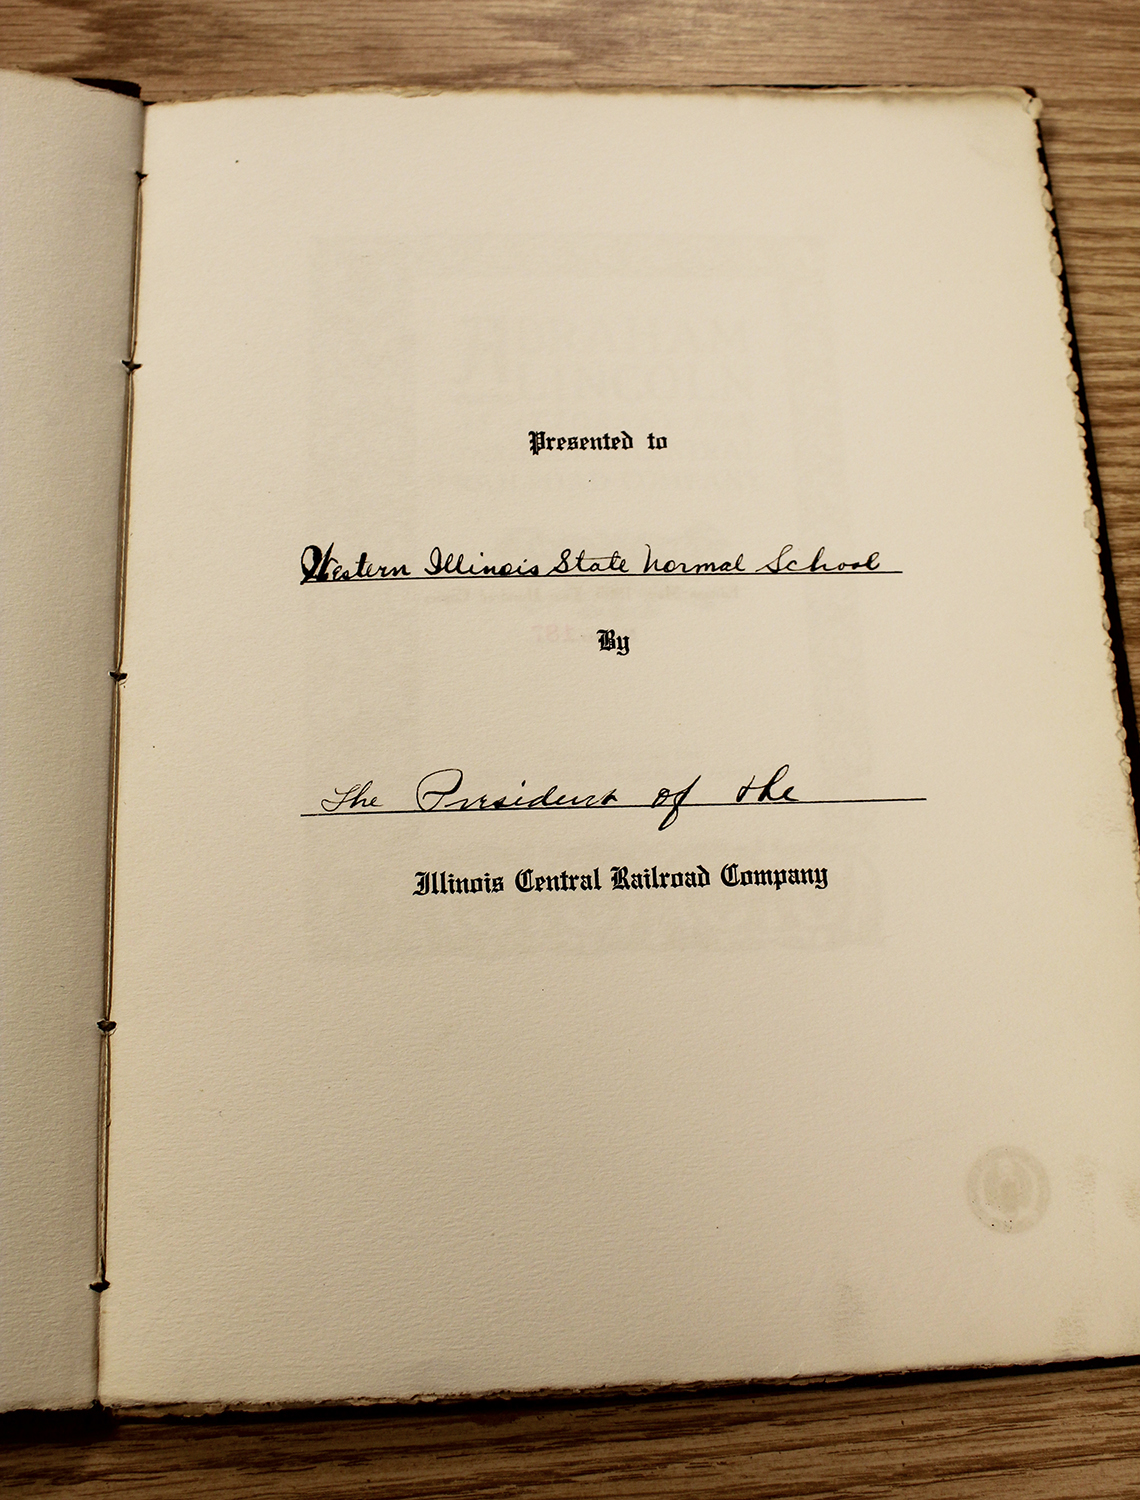 Presented to
Western Illinois State Normal School
By
The President of the
Illinois Central Railroad Company